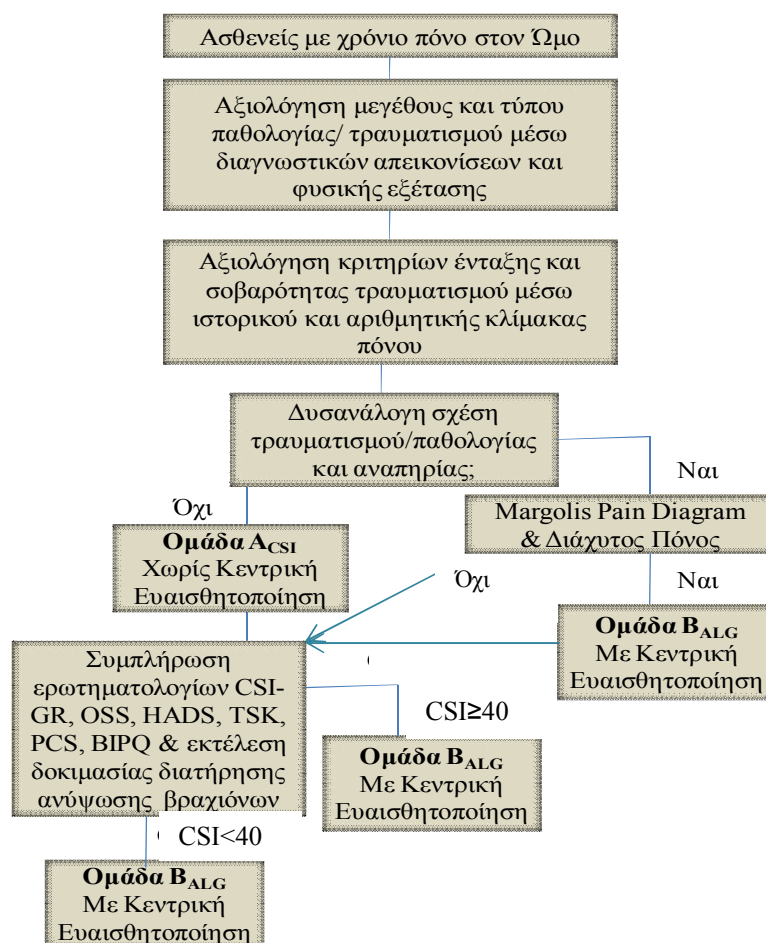 Ασθενείς με χρόνιο πόνο στον Ώμο
Αξιολόγηση μεγέθους και τύπου
παθολογίας/ τραυματισμού μέσω
διαγνωστικών απεικονίσεων και
φυσικής εξέτασης
Αξιολόγηση κριτηρίων ένταξης και
σοβαρότητας τραυματισμού μέσω
ιστορικού και αριθμητικής κλίμακας
πόνου
Δυσανάλογη σχέση
τραυματισμού/παθολογίας
και αναπηρίας;
Ναι
Όχι
Margolis Pain Diagram
& Διάχυτος Πόνος
Ομάδα Α_CSI
Χωρίς Κεντρική
Ευαισθητοποίηση
Όχι
Ναι
Ομάδα Β_ALG
Με Κεντρική
Ευαισθητοποίηση
Συμπλήρωση
ερωτηματολογίων CSI-
GR, OSS, HADS, TSK,
PCS, BIPQ & εκτέλεση
δοκιμασίας διατήρησης
ανύψωσης βραχιόνων
CSI≥40
Ομάδα Β_ALG
Με Κεντρική
Ευαισθητοποίηση
CSI<40
Ομάδα Β_ALG
Με Κεντρική
Ευαισθητοποίηση